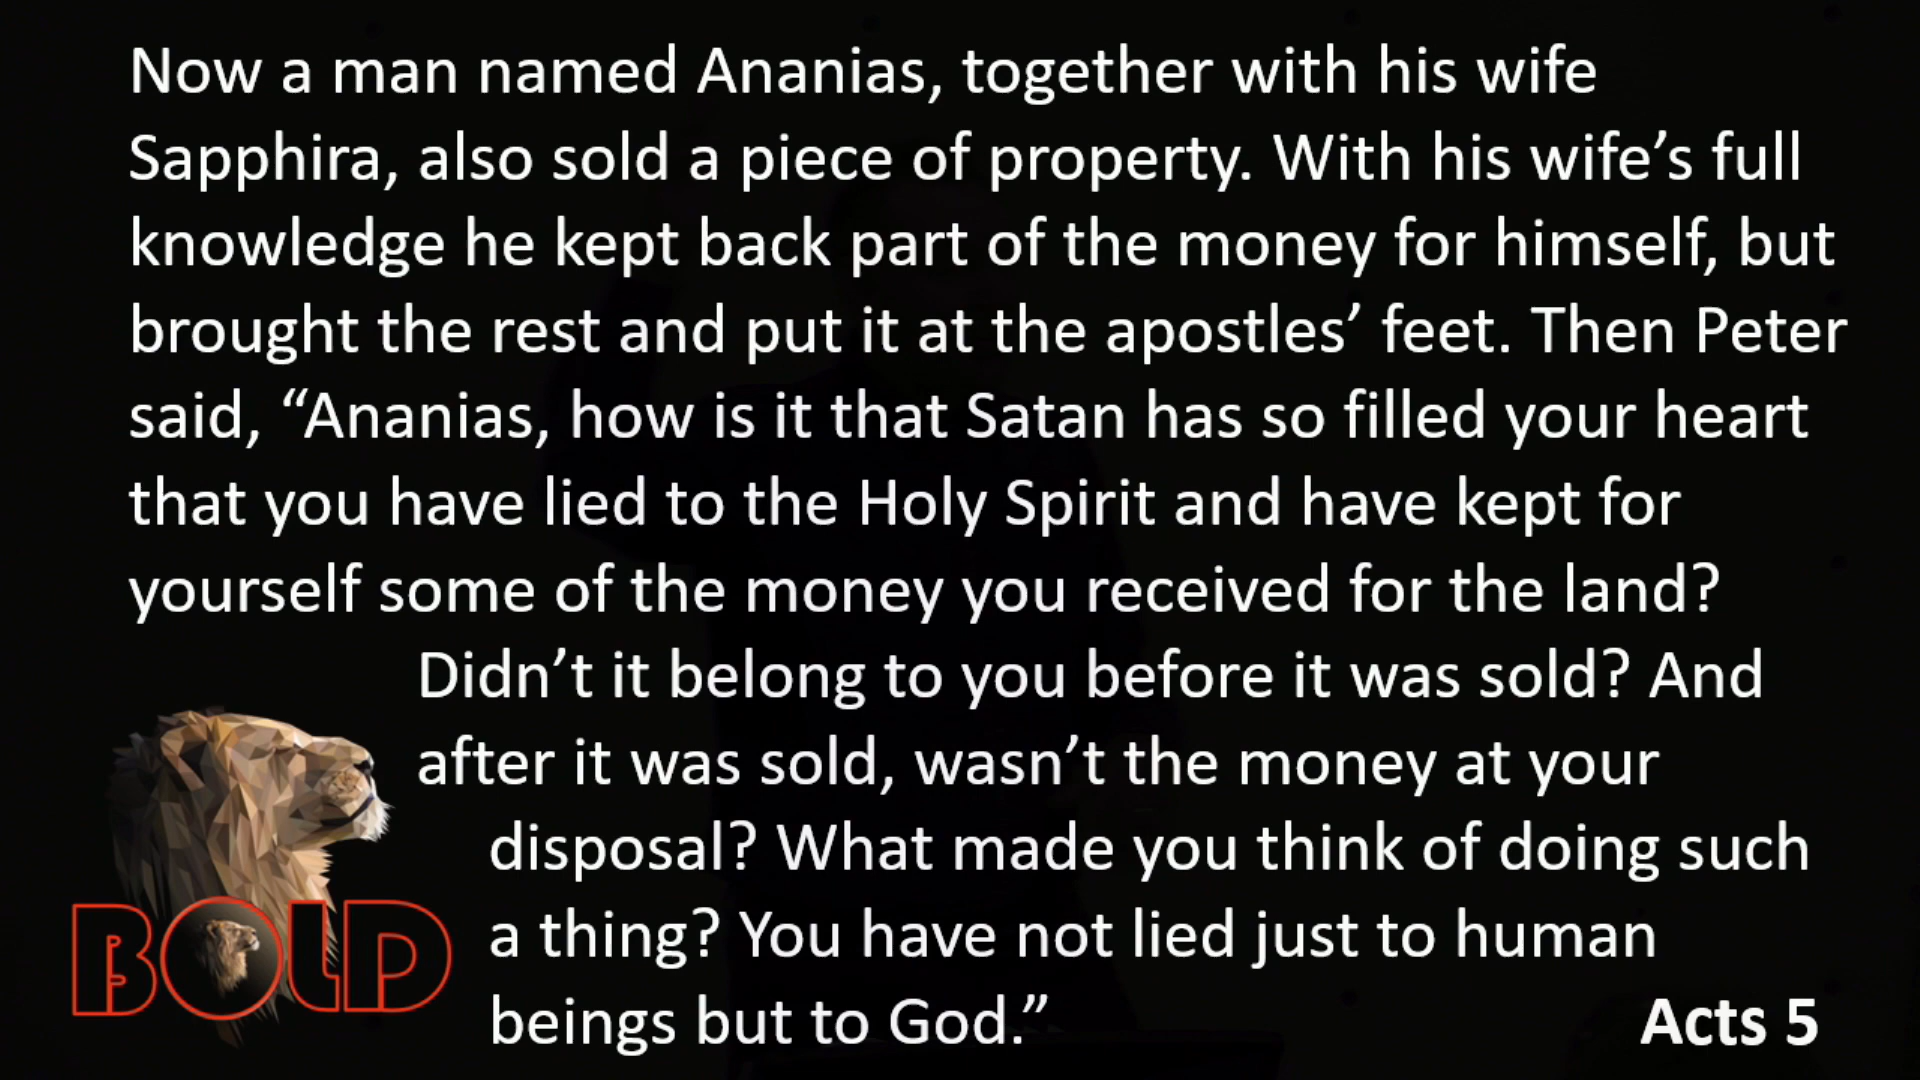 Now a man named Ananias, together with his wife
Sapphira, also sold a piece of property. With his wife’s full
knowledge he kept back part of the money for himself, but
brought the rest and put it at the apostles’ feet. Then Peter
said, “Ananias, how is it that Satan has so filled your heart
that you have lied to the Holy Spirit and have kept for
yourself some of the money you received for the land?
Didn’t it belong to you before it was sold? And
after it was sold, wasn’t the money at your
disposal? What made you think of doing such
a thing? You have not lied just to human
beings but to God.”
Acts 5
BOLD